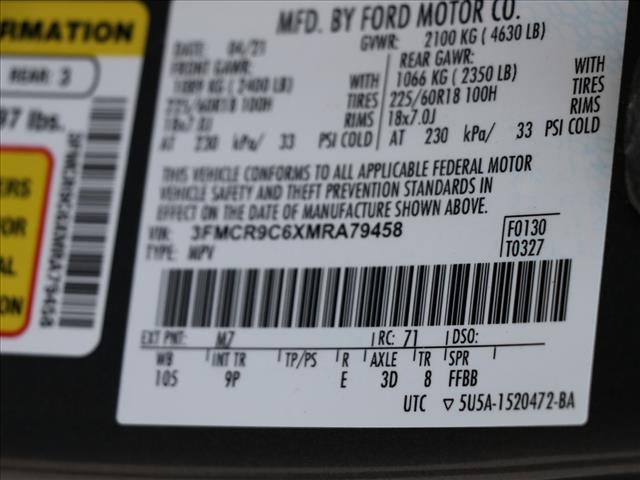 RMATION
REAR: 3
97 lbs.
ERS
OR
AL
ION
3FMCR9C6XMRA79458
MFD. BY FORD MOTOR CO.
DATE: 04/21 GVWR: 2100 KG ( 4630 LB)
FRONT GAWR: REAR GAWR:
1089 KG ( 2400 LB) WITH 1066 KG ( 2350 LB) WITH
225/60R18 100H TIRES 225/60R18 100H TIRES
18x7.0J RIMS 18x7.0J RIMS
AT 230 kPa/ 33 PSI COLD AT 230 kPa/ 33 PSI COLD
THIS VEHICLE CONFORMS TO ALL APPLICABLE FEDERAL MOTOR
VEHICLE SAFETY AND THEFT PREVENTION STANDARDS IN
EFFECT ON THE DATE OF MANUFACTURE SHOWN ABOVE.
VIN: 3FMCR9C6XMRA79458 F0130
TYPE: MPV T0327
EXT PNT: M7 RC: 71 DSO:
WB INT TR TP/PS R AXLE TR SPR
105 9P E 3D 8 FFBB
UTC ▽5U5A-1520472-BA